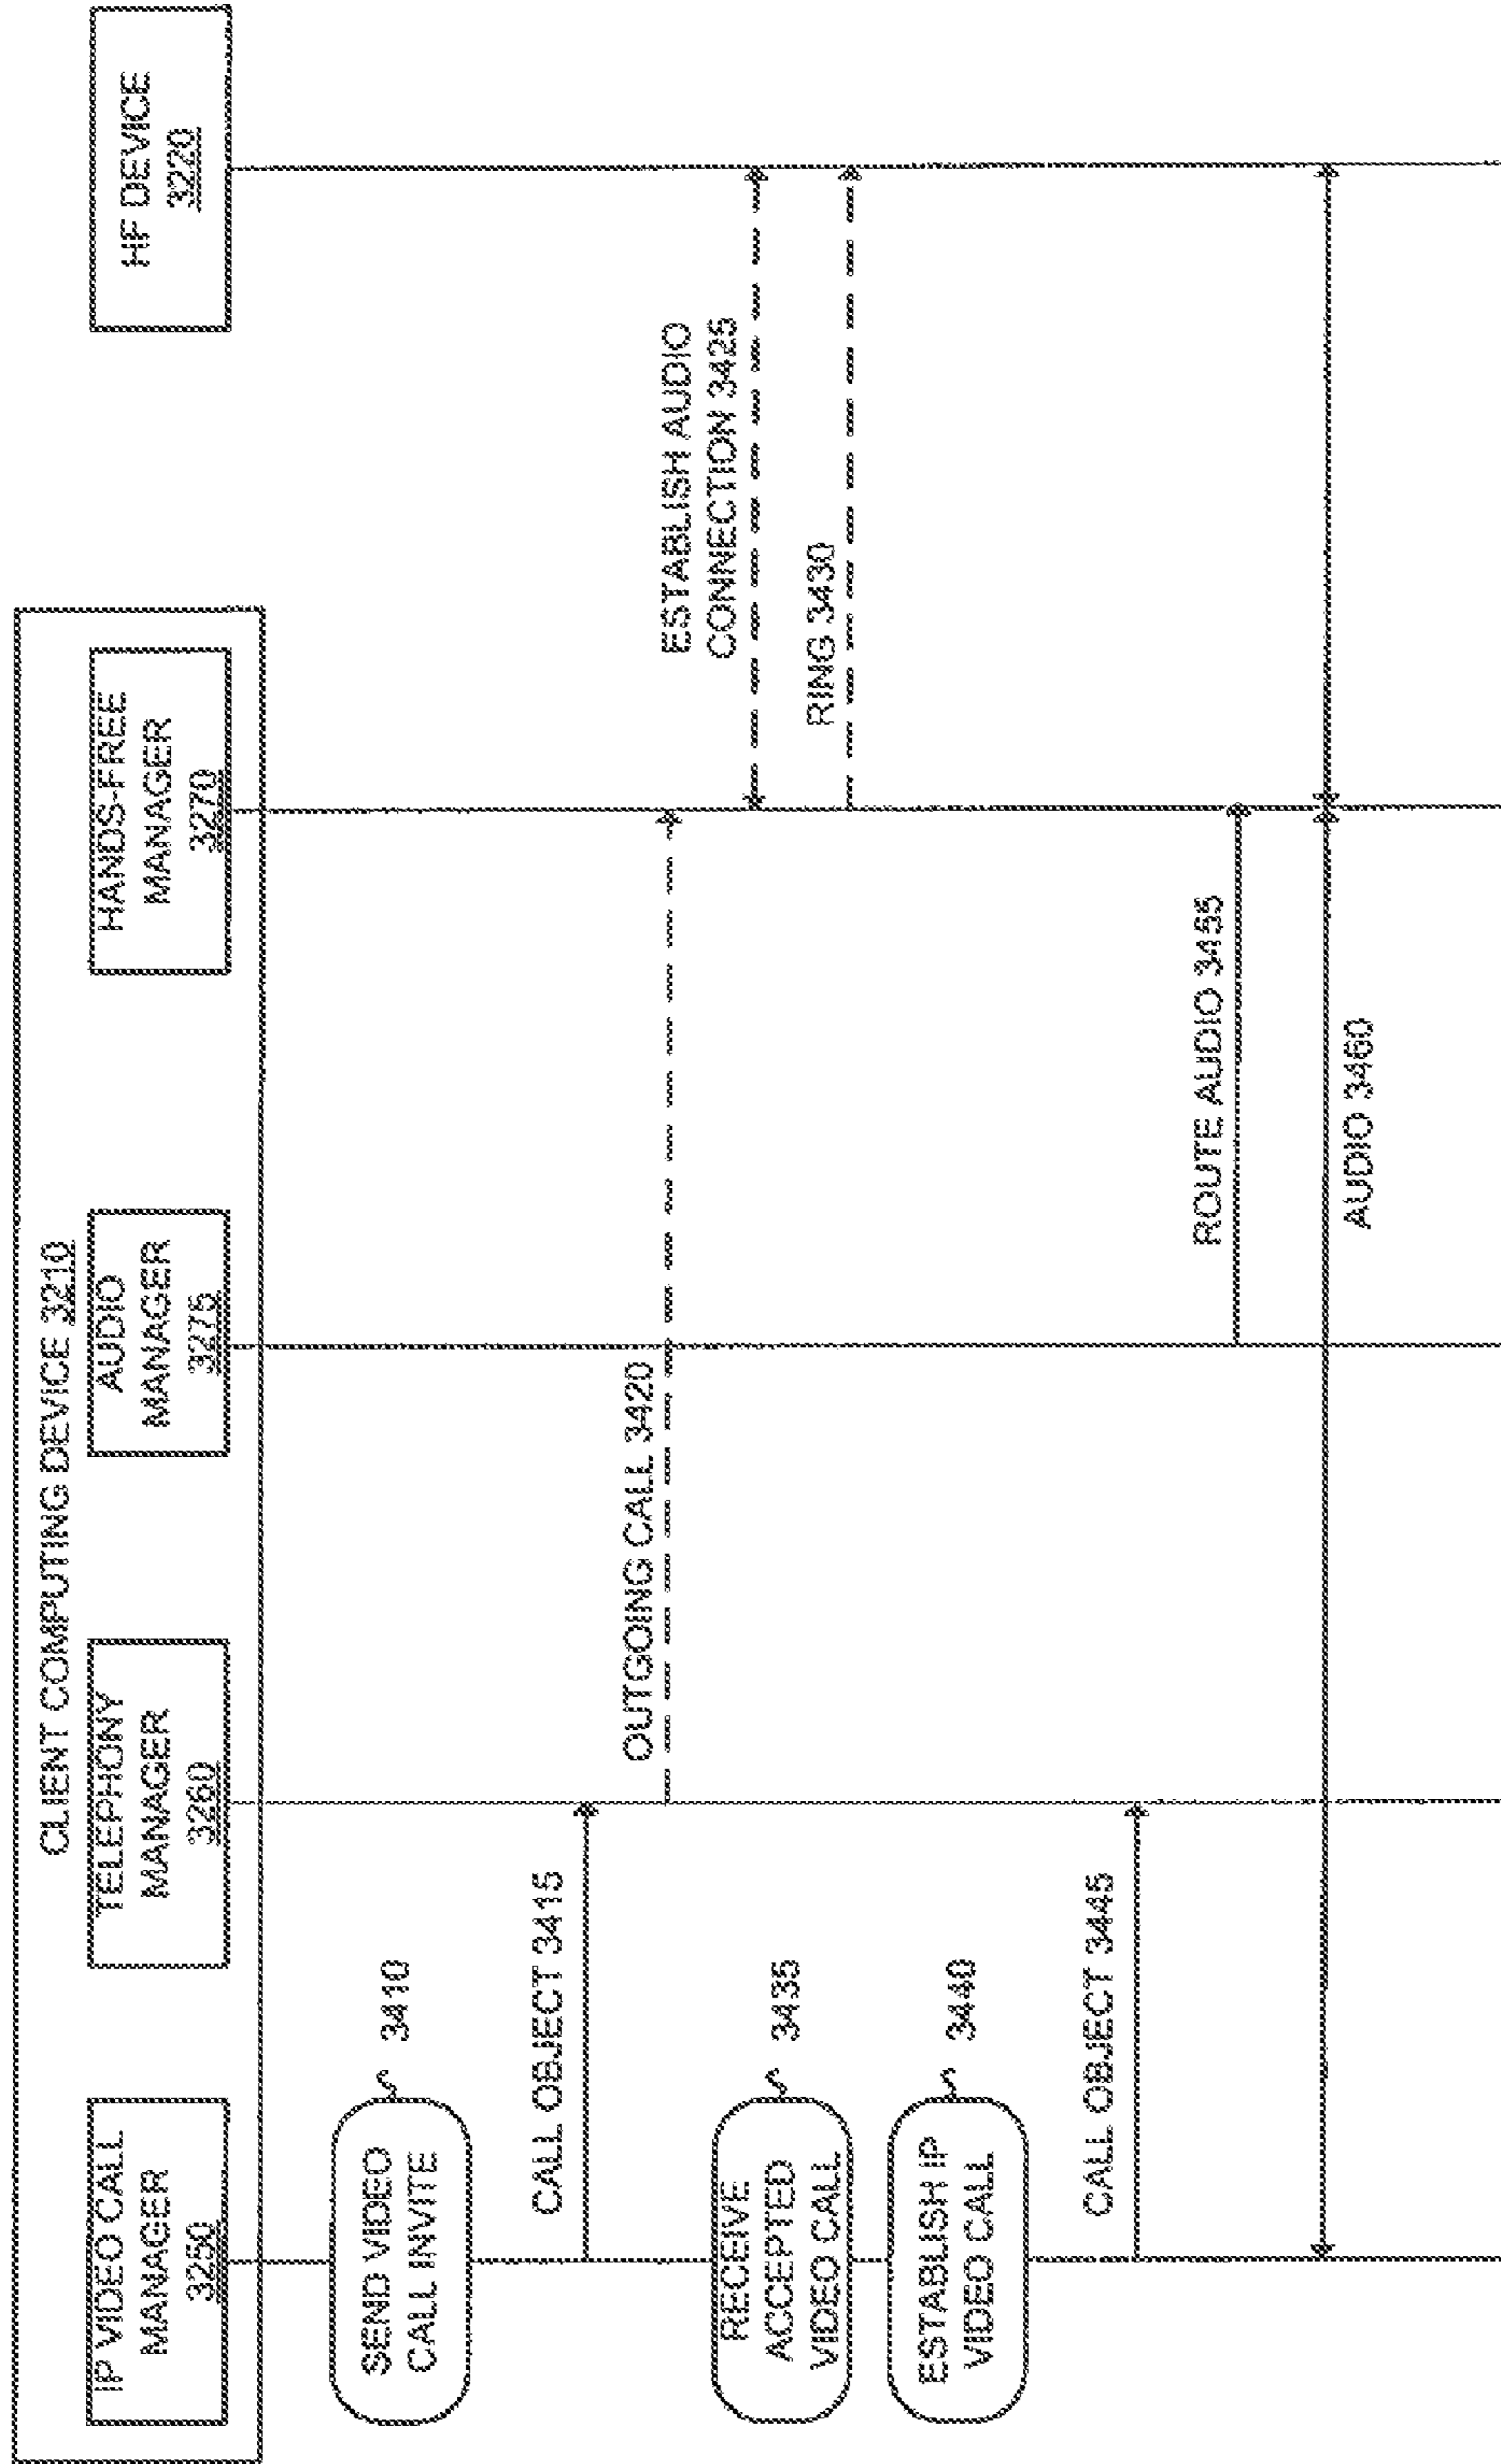 CLIENT COMPUTING DEVICE 3210
IP VIDEO CALL
MANAGER
3250
TELEPHONY
MANAGER
3260
AUDIO
MANAGER
3275
HANDS-FREE
MANAGER
3270
HF DEVICE
3220
SEND VIDEO
CALL INVITE
3410
CALL OBJECT 3415
OUTGOING CALL 3420
ESTABLISH AUDIO
CONNECTION 3425
RING 3430
RECEIVE
ACCEPTED
VIDEO CALL
3435
ESTABLISH IP
VIDEO CALL
3440
CALL OBJECT 3445
ROUTE AUDIO 3455
AUDIO 3460